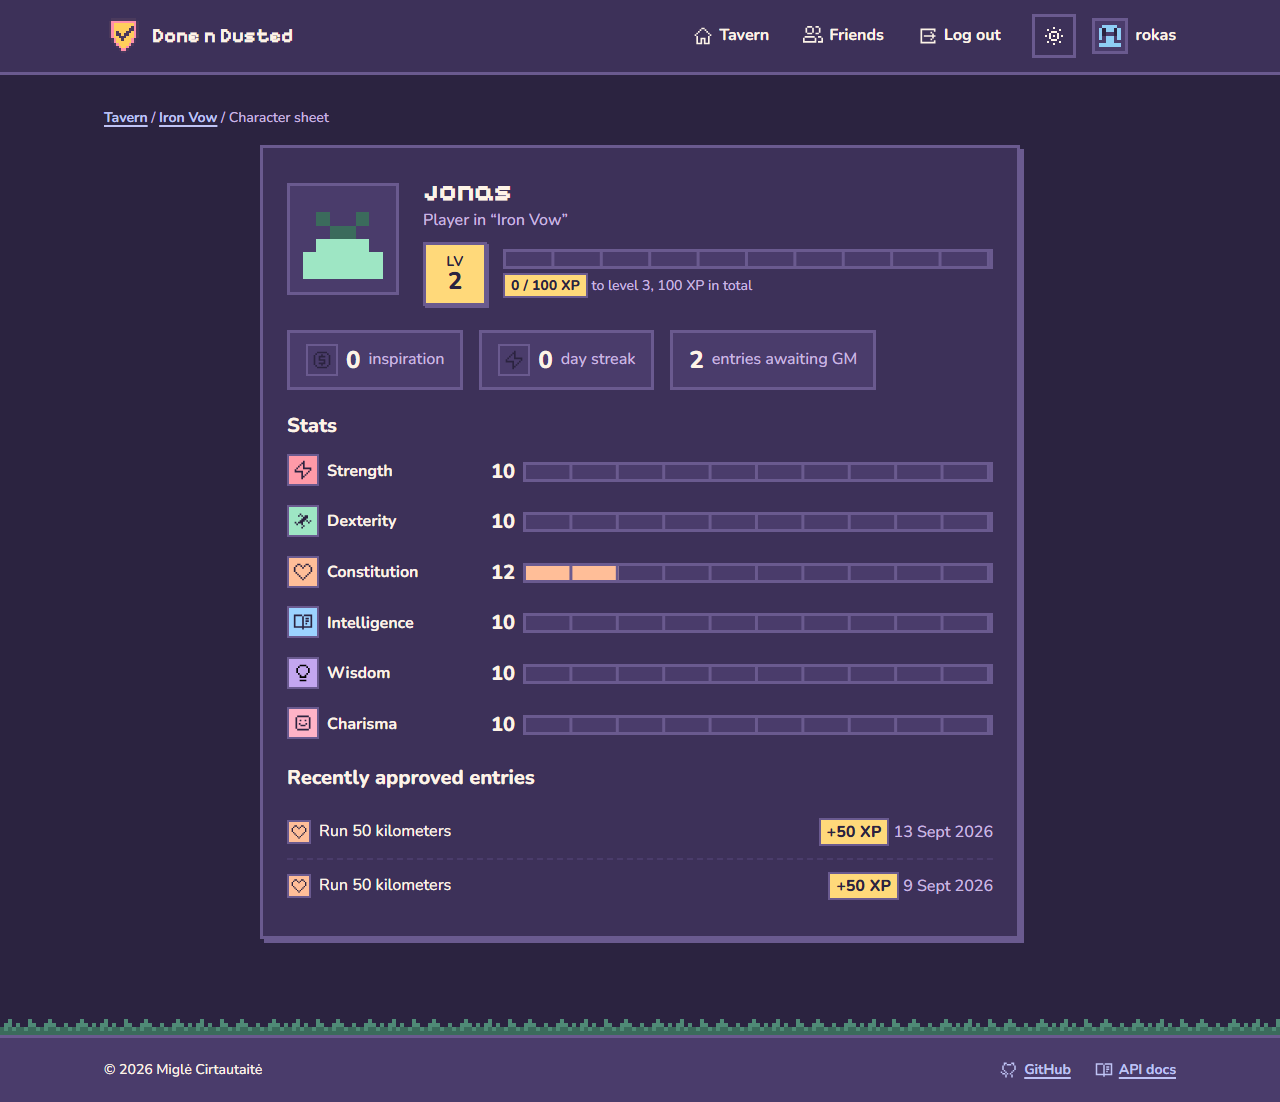 Done n Dusted
Tavern
Friends
Log out
rokas
Tavern / Iron Vow / Character sheet
Jonas
Player in “Iron Vow”
LV
2
0 / 100 XP to level 3, 100 XP in total
0 inspiration
0 day streak
2 entries awaiting GM
Stats
Strength 10
Dexterity 10
Constitution 12
Intelligence 10
Wisdom 10
Charisma 10
Recently approved entries
Run 50 kilometers +50 XP 13 Sept 2026
Run 50 kilometers +50 XP 9 Sept 2026
© 2026 Miglė Cirtautaitė
GitHub
API docs